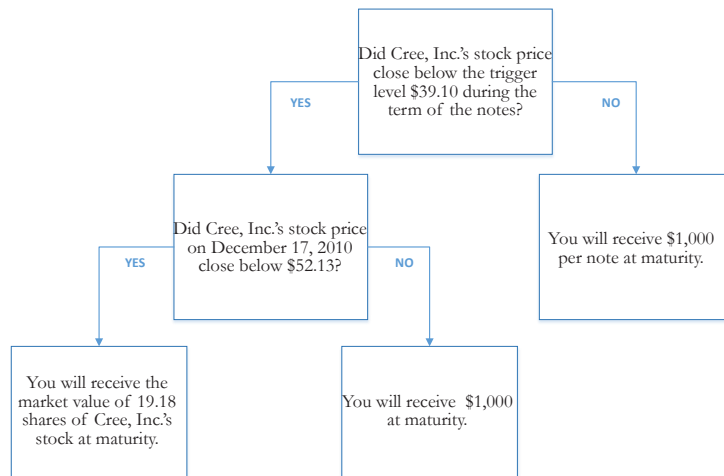 Did Cree, Inc.'s stock price
close below the trigger
level $39.10 during the
term of the notes?
YES
NO
Did Cree, Inc.'s stock price
on December 17, 2010
close below $52.13?
You will receive $1,000
per note at maturity.
YES
NO
You will receive the
market value of 19.18
shares of Cree, Inc.'s
stock at maturity.
You will receive $1,000
at maturity.